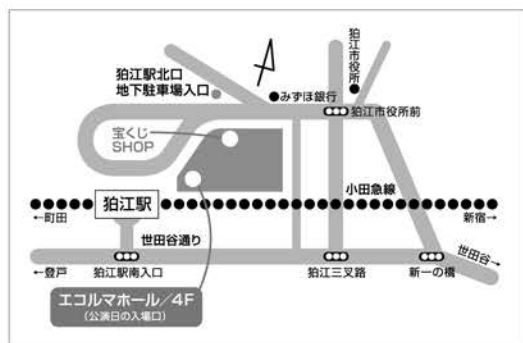 狛江市役所
狛江駅北口
地下駐車場入口
みずほ銀行
狛江市役所前
宝くじ
SHOP
狛江駅
小田急線
←町田
新宿→
世田谷通り
世田谷→
←登戸
狛江駅南入口
狛江三叉路
新一の橋
エコルマホール/4F
(公演日の入場口)